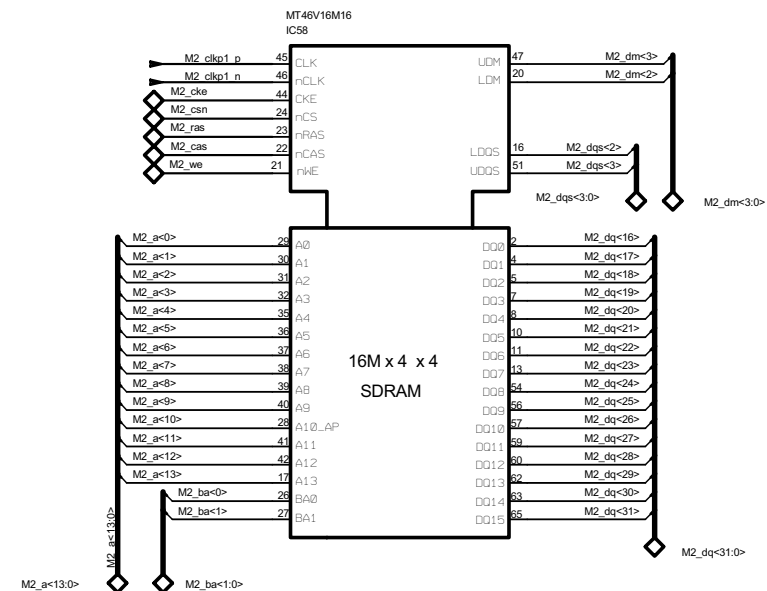 MT46V16M16
IC58
M2_clkp1_p 45 CLK UDM 47 M2_dm<3>
M2_clkp1_n 46 nCLK LDM 20 M2_dm<2>
M2_cke 44 CKE
M2_csn 24 nCS
M2_ras 23 nRAS
M2_cas 22 nCAS LDQS 16 M2_dqs<2>
M2_we 21 nWE UDQS 51 M2_dqs<3>
M2_dqs<3:0> M2_dm<3:0>
M2_a<0> 29 A0 DQ0 2 M2_dq<16>
M2_a<1> 30 A1 DQ1 4 M2_dq<17>
M2_a<2> 31 A2 DQ2 5 M2_dq<18>
M2_a<3> 32 A3 DQ3 7 M2_dq<19>
M2_a<4> 35 A4 DQ4 8 M2_dq<20>
M2_a<5> 36 A5 DQ5 10 M2_dq<21>
M2_a<6> 37 A6 DQ6 11 M2_dq<22>
M2_a<7> 38 A7 DQ7 13 M2_dq<23>
M2_a<8> 39 A8 DQ8 54 M2_dq<24>
M2_a<9> 40 A9 DQ9 56 M2_dq<25>
M2_a<10> 28 A10_AP DQ10 57 M2_dq<26>
M2_a<11> 41 A11 DQ11 59 M2_dq<27>
M2_a<12> 42 A12 DQ12 60 M2_dq<28>
M2_a<13> 17 A13 DQ13 62 M2_dq<29>
M2_ba<0> 26 BA0 DQ14 63 M2_dq<30>
M2_ba<1> 27 BA1 DQ15 65 M2_dq<31>
16M x 4 x 4
SDRAM
M2_a<13:0>
M2_dq<31:0>
M2_a<13:0> M2_ba<1:0>